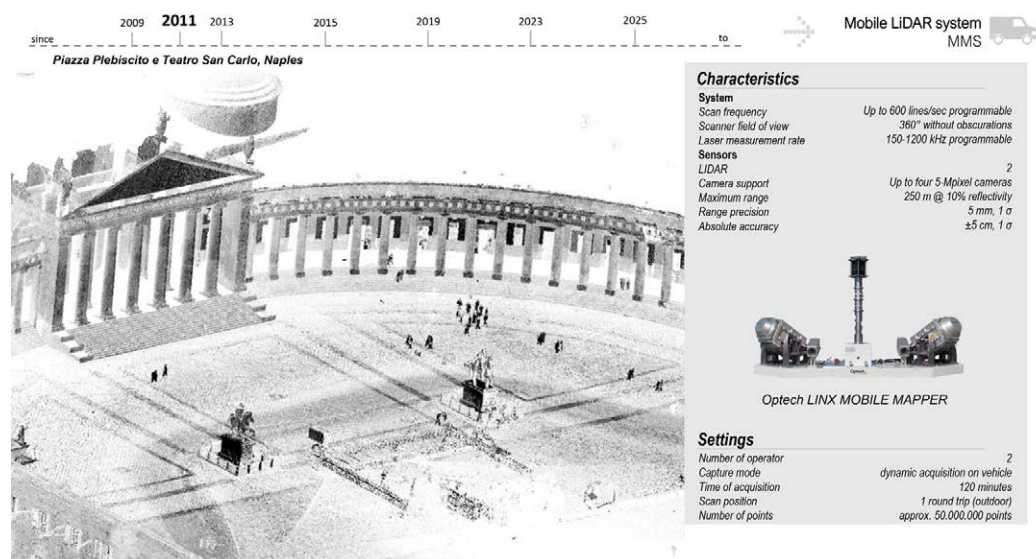 2009 2011 2013 2015 2019 2023 2025
since to
Mobile LiDAR system
MMS
Piazza Plebiscito e Teatro San Carlo, Naples
Characteristics
System
Scan frequency Up to 600 lines/sec programmable
Scanner field of view 360° without obscurations
Laser measurement rate 150-1200 kHz programmable
Sensors
LIDAR 2
Camera support Up to four 5-Mpixel cameras
Maximum range 250 m @ 10% reflectivity
Range precision 5 mm, 1 σ
Absolute accuracy ±5 cm, 1 σ
Optech
Optech LINX MOBILE MAPPER
Settings
Number of operator 2
Capture mode dynamic acquisition on vehicle
Time of acquisition 120 minutes
Scan position 1 round trip (outdoor)
Number of points approx. 50.000.000 points